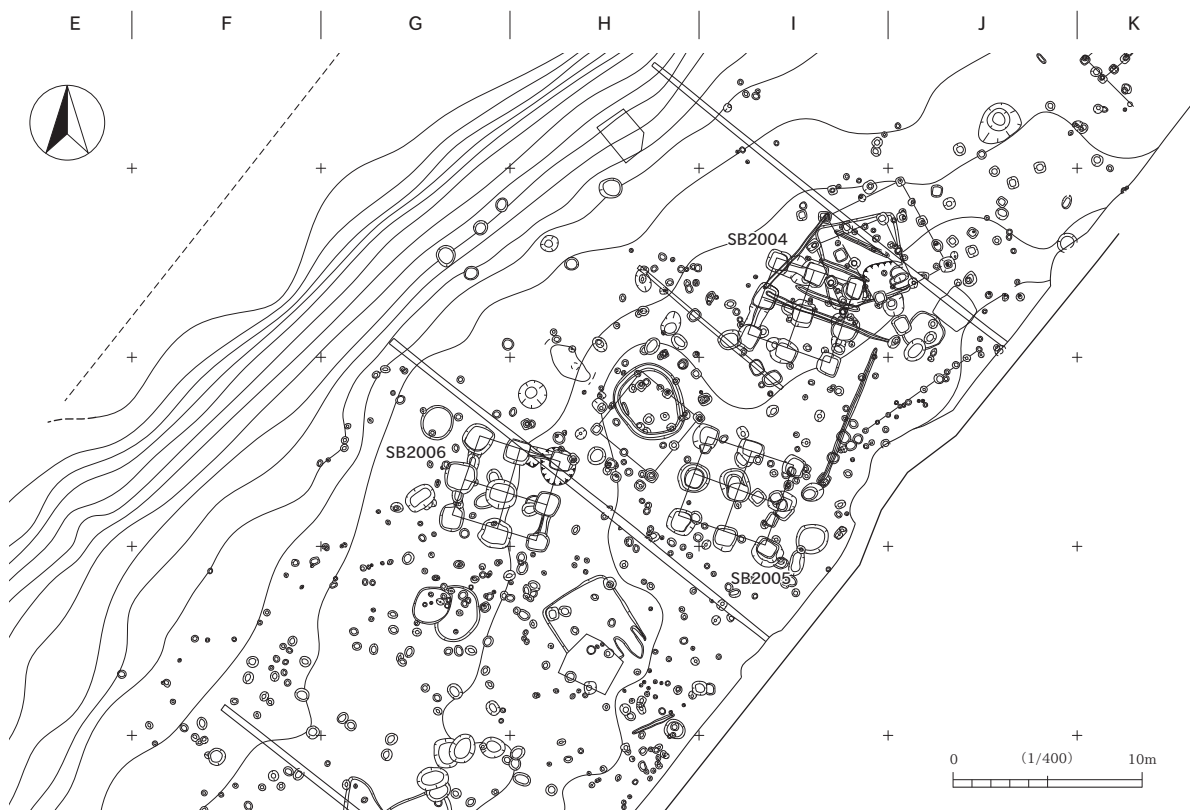 E | F | G | H | I | J | K
SB2004
SB2006
SB2005
0 (1/400) 10m